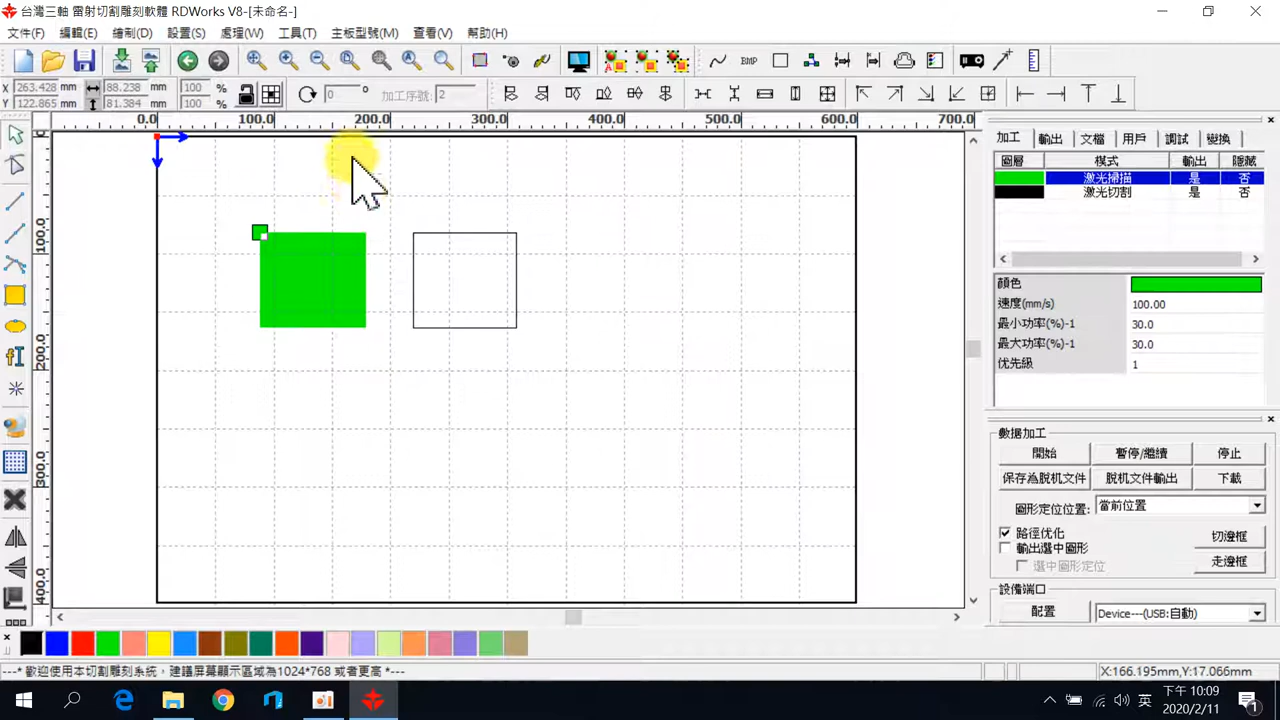 台灣三軸 雷射切割雕刻軟體 RDWorks V8-[未命名-]
文件(F) 編輯(E) 繪制(D) 設置(S) 處理(W) 工具(T) 主板型號(M) 查看(V) 幫助(H)
BMP
X 263.428 mm 88.238 mm 100 % 0 ° 加工序號: 2
Y 122.865 mm 81.384 mm 100 %
0.0 100.0 200.0 300.0 400.0 500.0 600.0 700.0
100.0
200.0
300.0
400.0
加工 輸出 文檔 用戶 調試 變換
圖層 模式 輸出 隱藏
激光掃描 是 否
激光切割 是 否
顏色
速度(mm/s) 100.00
最小功率(%)-1 30.0
最大功率(%)-1 30.0
优先級 1
數据加工
開始 暫停/繼續 停止
保存為脫机文件 脫机文件輸出 下載
圖形定位位置: 當前位置
路徑优化 切邊框
輸出選中圖形
選中圖形定位 走邊框
設備端口
配置 Device---(USB:自動)
---* 歡迎使用本切割雕刻系統，建議屏幕顯示區域為1024*768 或者更高 *---
X:166.195mm,Y:17.066mm
英 下午 10:09
2020/2/11
1